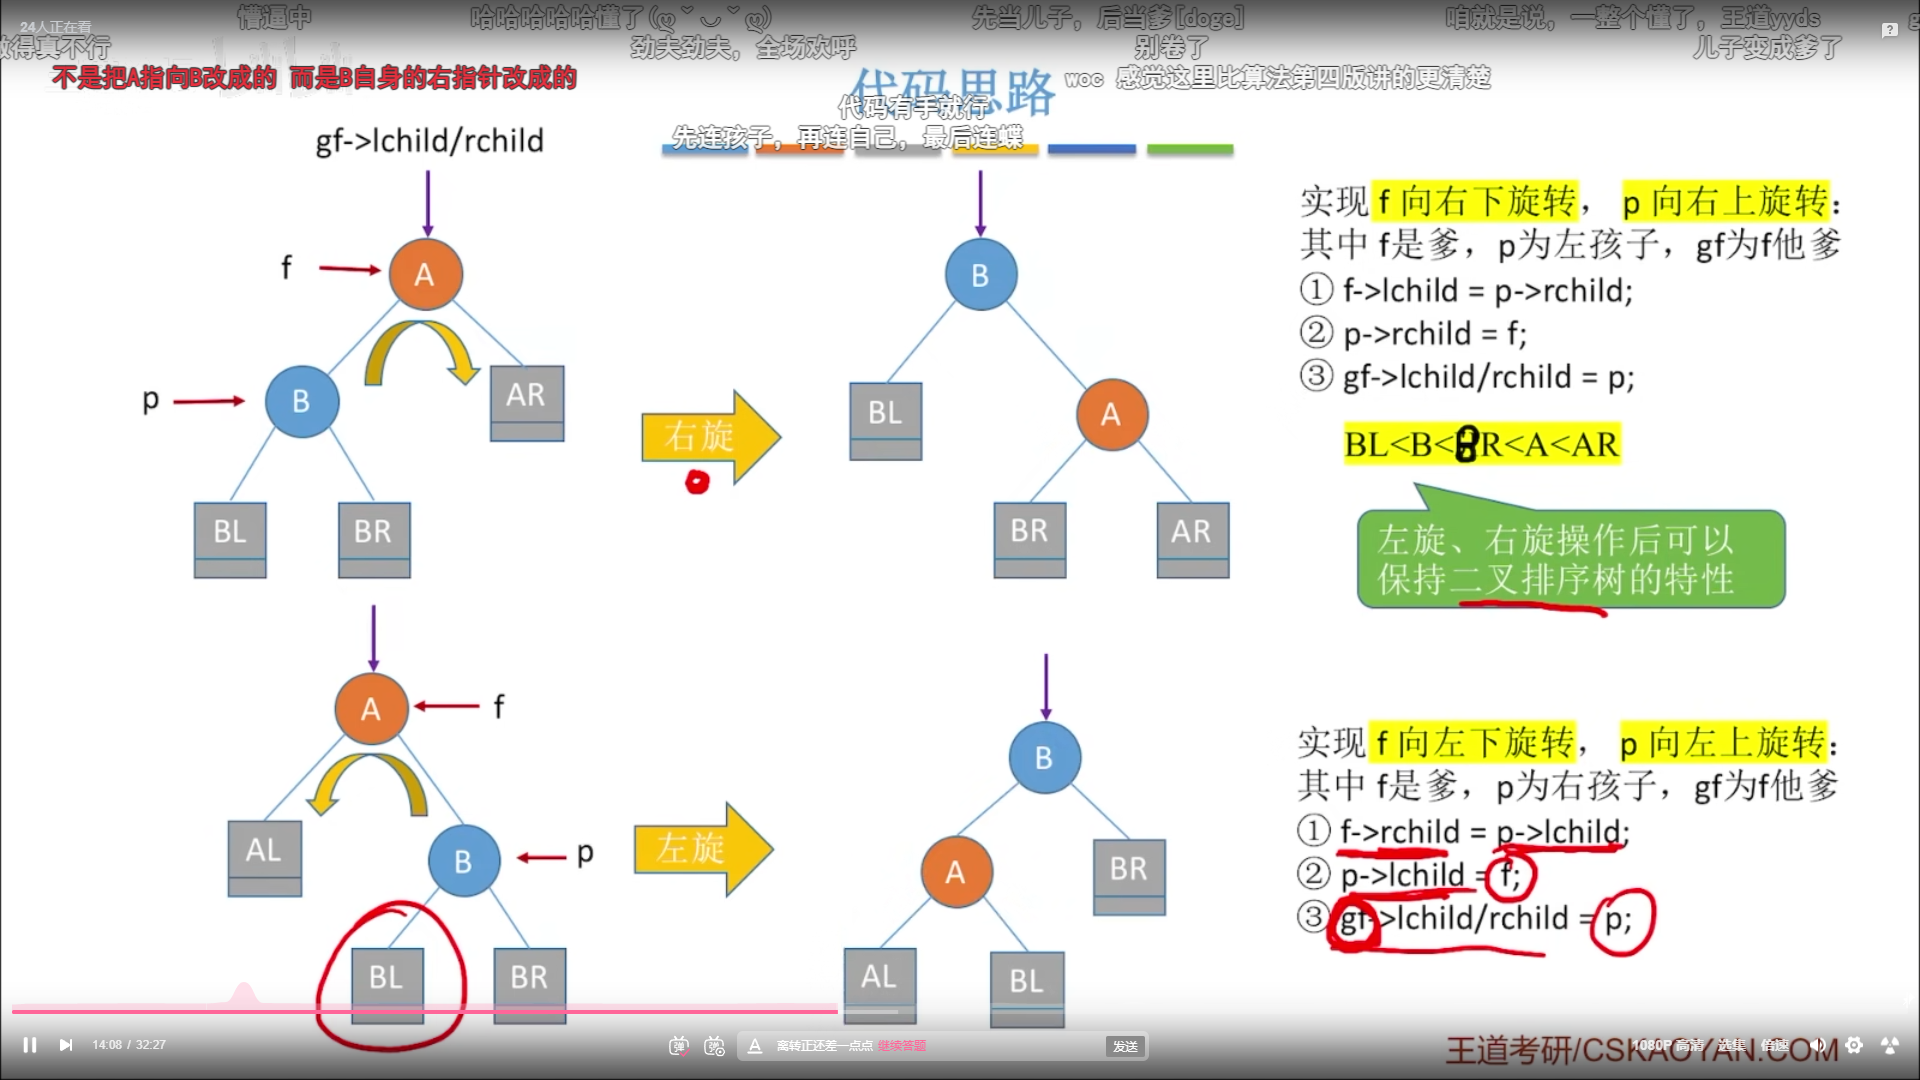 24人正在看
懵逼中
哈哈哈哈哈懂了(ღ˘⌣˘ღ)
先当儿子，后当爹[doge]
咱就是说，一整个懂了，王道yyds
做得真不行
劲夫劲夫，全场欢呼
别卷了
儿子变成爹了
不是把A指向B改成的 而是B自身的右指针改成的
代码思路
woc 感觉这里比算法第四版讲的更清楚
代码有手就行
先连孩子，再连自己，最后连蝶
gf->lchild/rchild
f
A
p
B
AR
BL
BR
右旋
B
BL
A
BR
AR
实现 f 向右下旋转， p 向右上旋转：
其中 f是爹，p为左孩子，gf为f他爹
① f->lchild = p->rchild;
② p->rchild = f;
③ gf->lchild/rchild = p;
BL<B<BR<A<AR
左旋、右旋操作后可以
保持二叉排序树的特性
A
f
AL
B
p
BL
BR
左旋
B
A
BR
AL
BL
实现 f 向左下旋转， p 向左上旋转：
其中 f是爹，p为右孩子，gf为f他爹
① f->rchild = p->lchild;
② p->lchild = f;
③ gf->lchild/rchild = p;
14:08 / 32:27
弹
弹
A
离转正还差一点点 继续答题
发送
王道考研/CSKAOYAN.COM
1080P 高清
选集
倍速